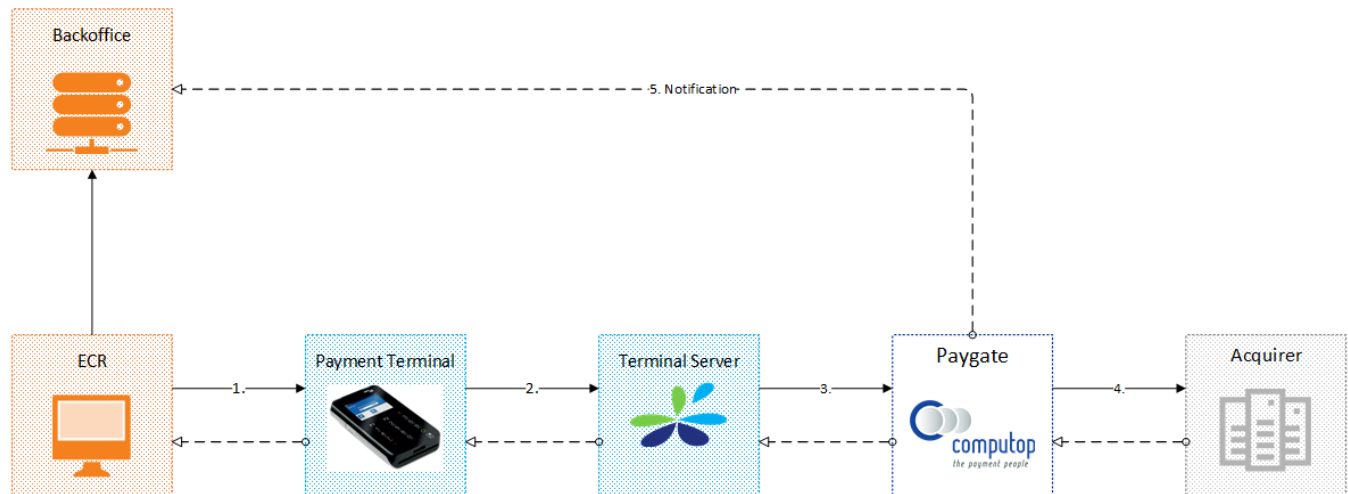 Backoffice
5. Notification
ECR
Payment Terminal
Terminal Server
Paygate
Acquirer
1.
2.
3.
4.
computop
the payment people